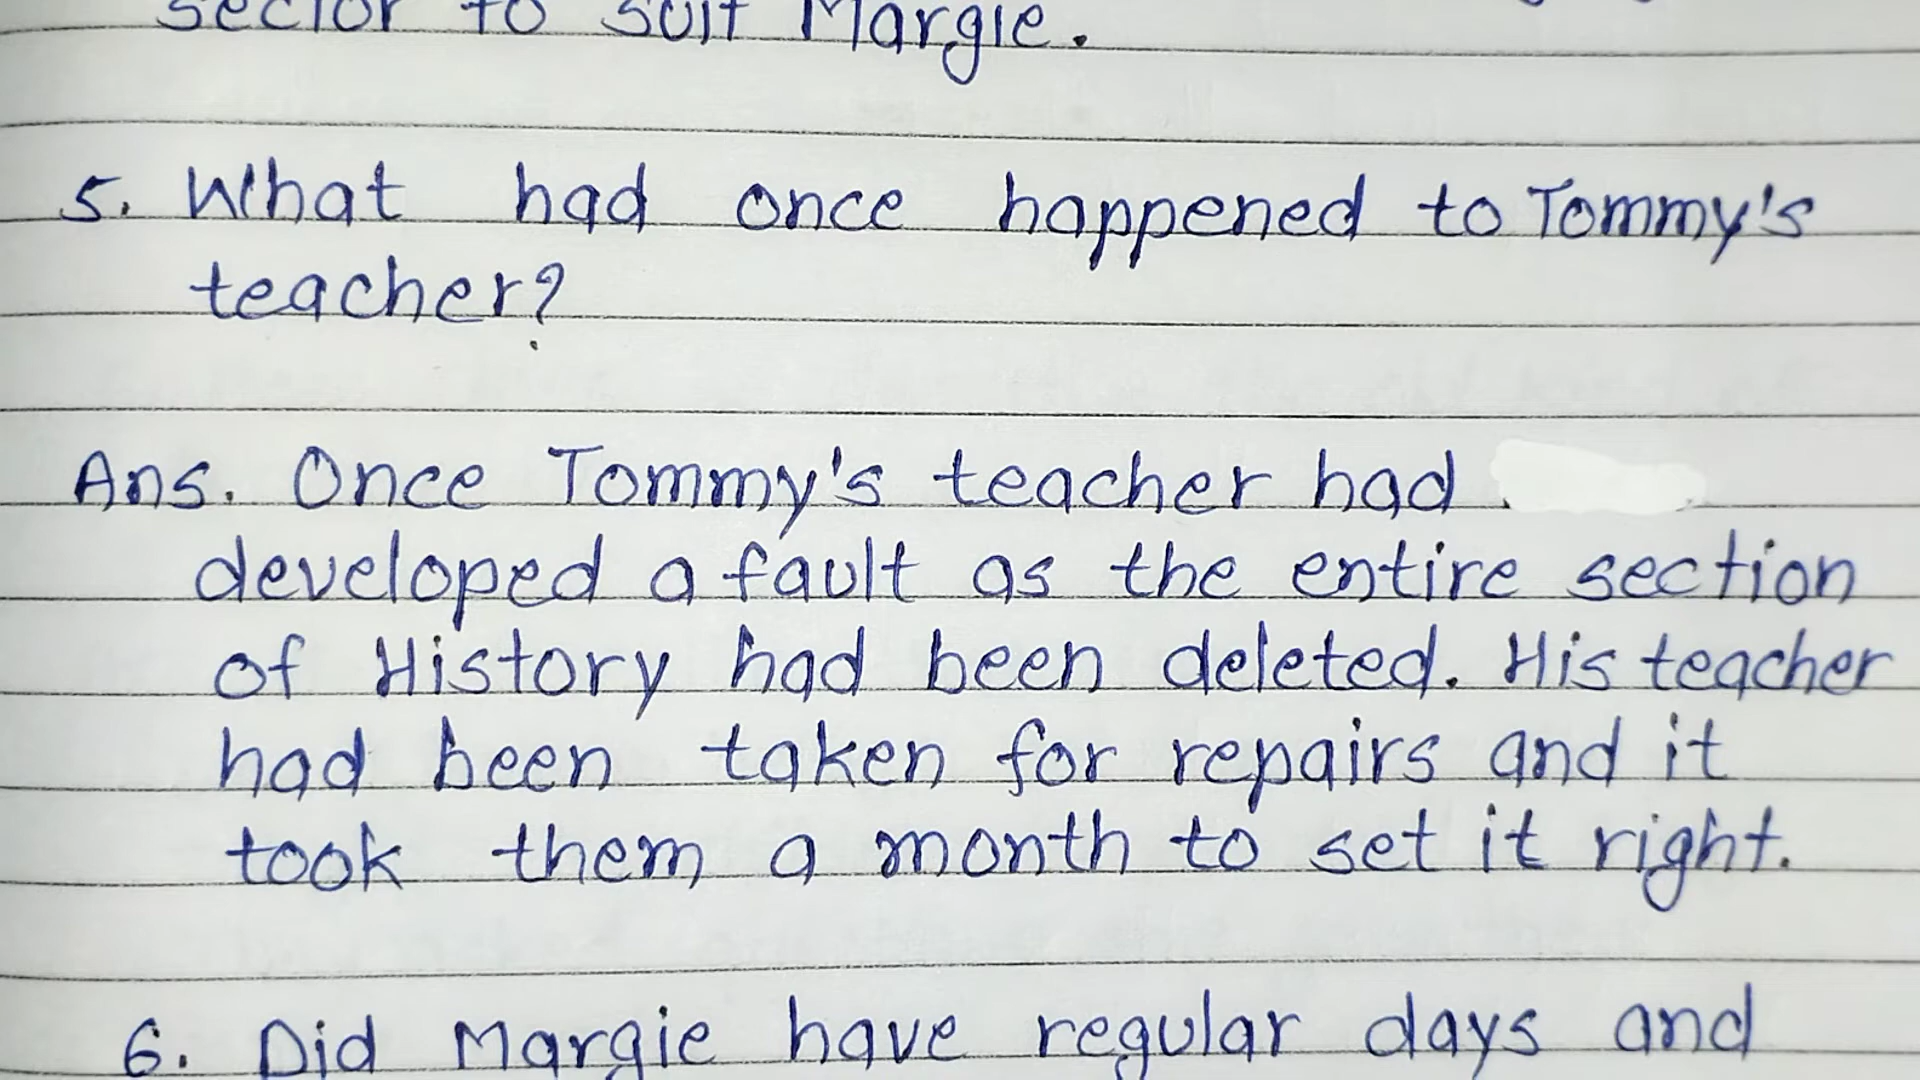 sector to suit Margie.
5. What had once happened to Tommy's
teacher?
Ans. Once Tommy's teacher had
developed a fault as the entire section
of History had been deleted. His teacher
had been taken for repairs and it
took them a month to set it right.
6. Did Margie have regular days and